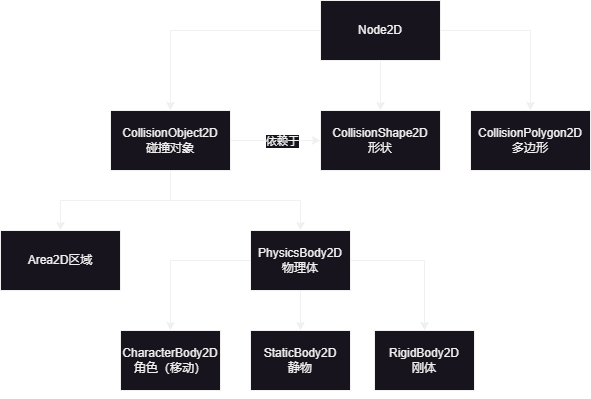 Node2D
CollisionObject2D
碰撞对象
依赖于
CollisionShape2D
形状
CollisionPolygon2D
多边形
Area2D区域
PhysicsBody2D
物理体
CharacterBody2D
角色（移动）
StaticBody2D
静物
RigidBody2D
刚体